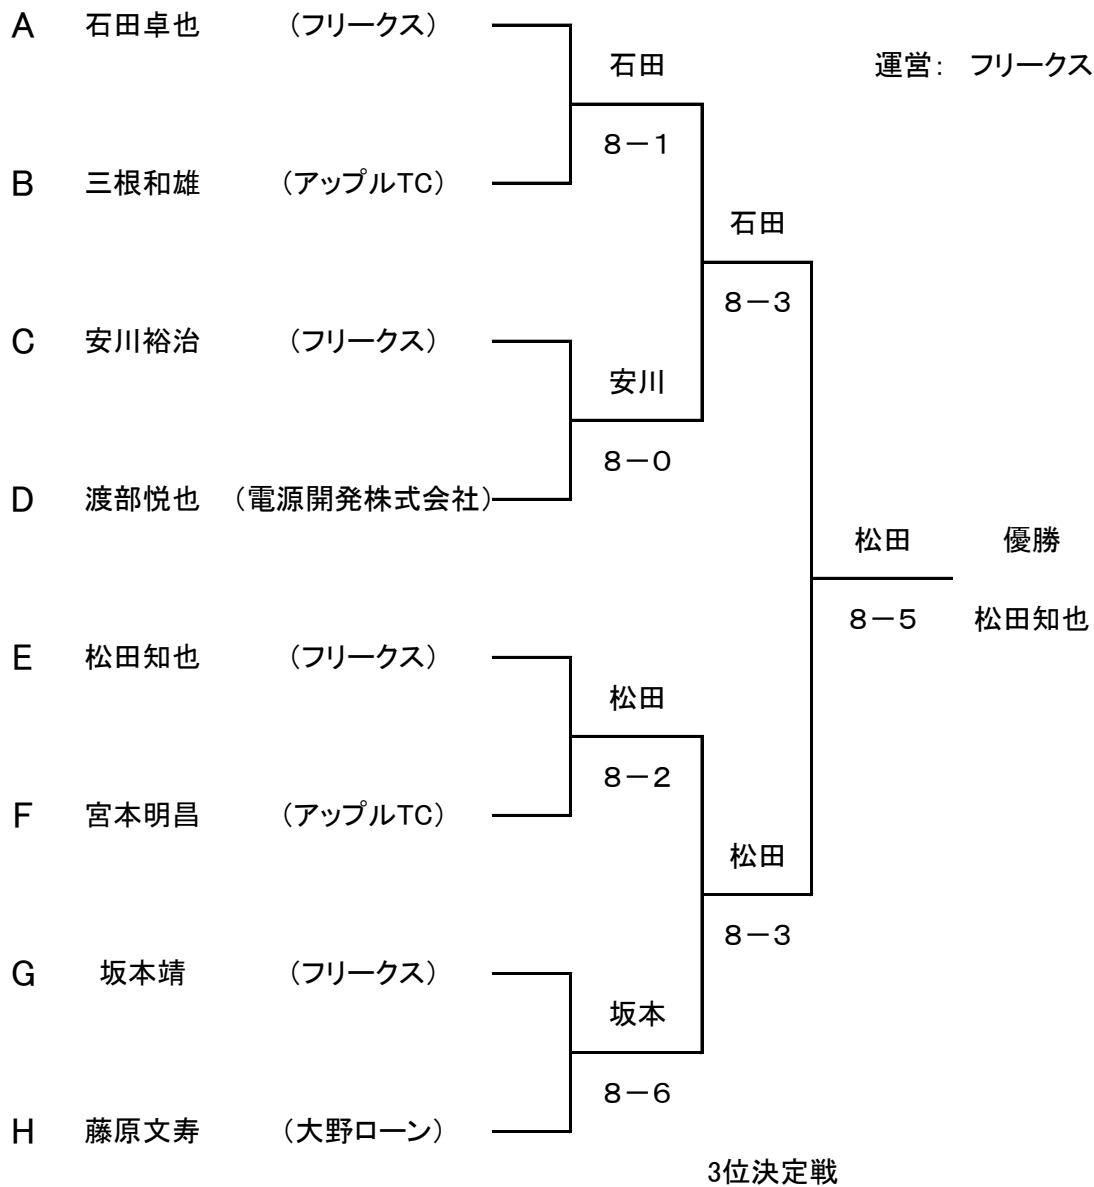 A 石田卓也 （フリークス）
石田 運営： フリークス
８－１
B 三根和雄 （アップルTC）
石田
８－３
C 安川裕治 （フリークス）
安川
８－０
D 渡部悦也 （電源開発株式会社）
松田 優勝
８－５ 松田知也
E 松田知也 （フリークス）
松田
８－２
F 宮本明昌 （アップルTC）
松田
８－３
G 坂本靖 （フリークス）
坂本
８－６
H 藤原文寿 （大野ローン）
3位決定戦